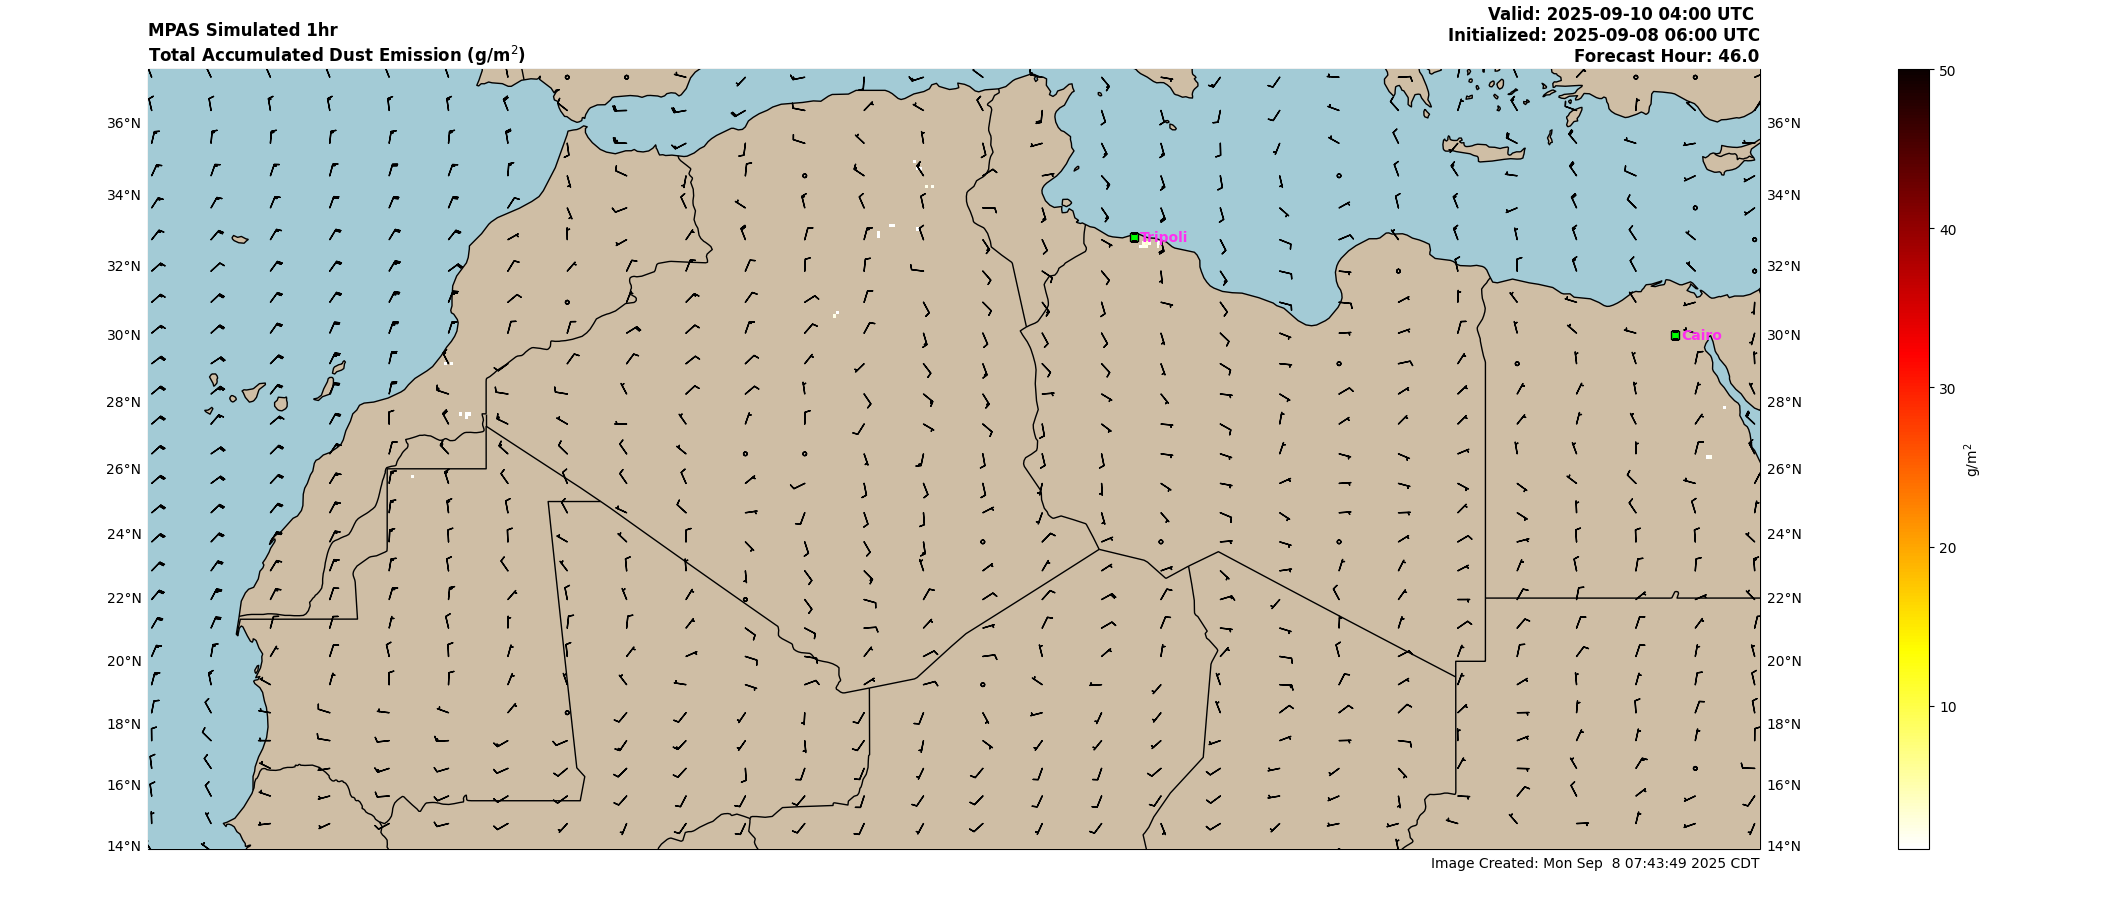 MPAS Simulated 1hr
Total Accumulated Dust Emission (g/m²)
Valid: 2025-09-10 04:00 UTC
Initialized: 2025-09-08 06:00 UTC
Forecast Hour: 46.0
36°N
34°N
32°N
30°N
28°N
26°N
24°N
22°N
20°N
18°N
16°N
14°N
Tripoli
Cairo
36°N
34°N
32°N
30°N
28°N
26°N
24°N
22°N
20°N
18°N
16°N
14°N
50
40
30
20
10
g/m²
Image Created: Mon Sep  8 07:43:49 2025 CDT